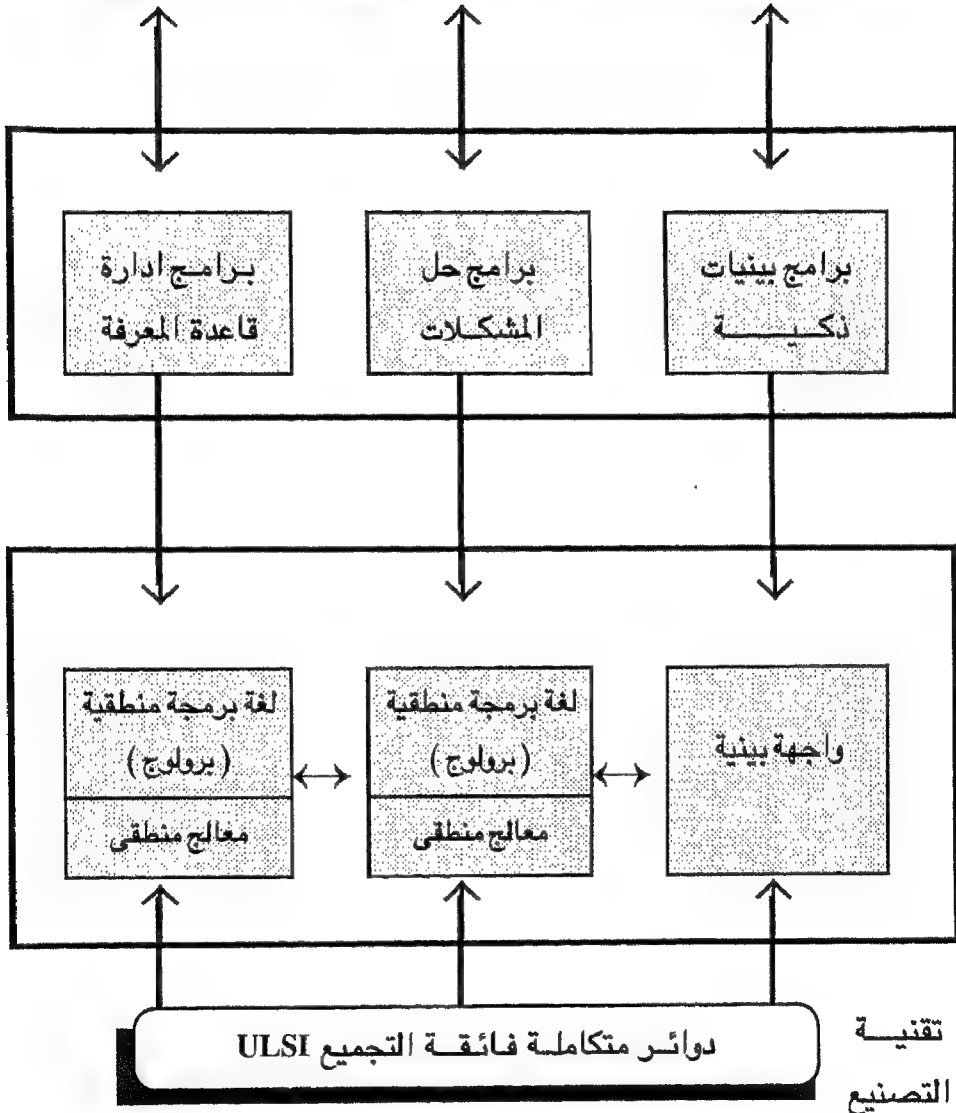 برامج بينيات
ذكية
برامج حل
المشكلات
برامج ادارة
قاعدة المعرفة
واجهة بينية
لغة برمجة منطقية
(برولوج)
معالج منطقى
لغة برمجة منطقية
(برولوج)
معالج منطقى
تقنية
التصنيع
دوائر متكاملة فائقة التجميع ULSI